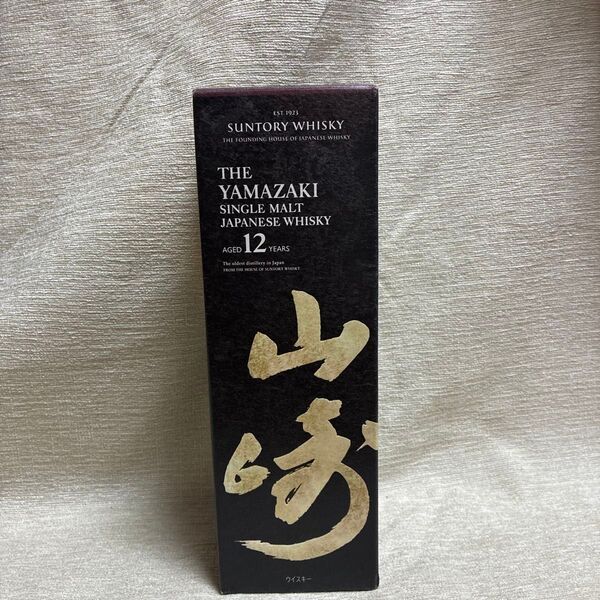 EST. 1923
SUNTORY WHISKY
THE FOUNDING HOUSE OF JAPANESE WHISKY
THE
YAMAZAKI
SINGLE MALT
JAPANESE WHISKY
AGED 12 YEARS
The oldest distillery in Japan
FROM THE HOUSE OF SUNTORY WHISKY
山
崎
ウイスキー